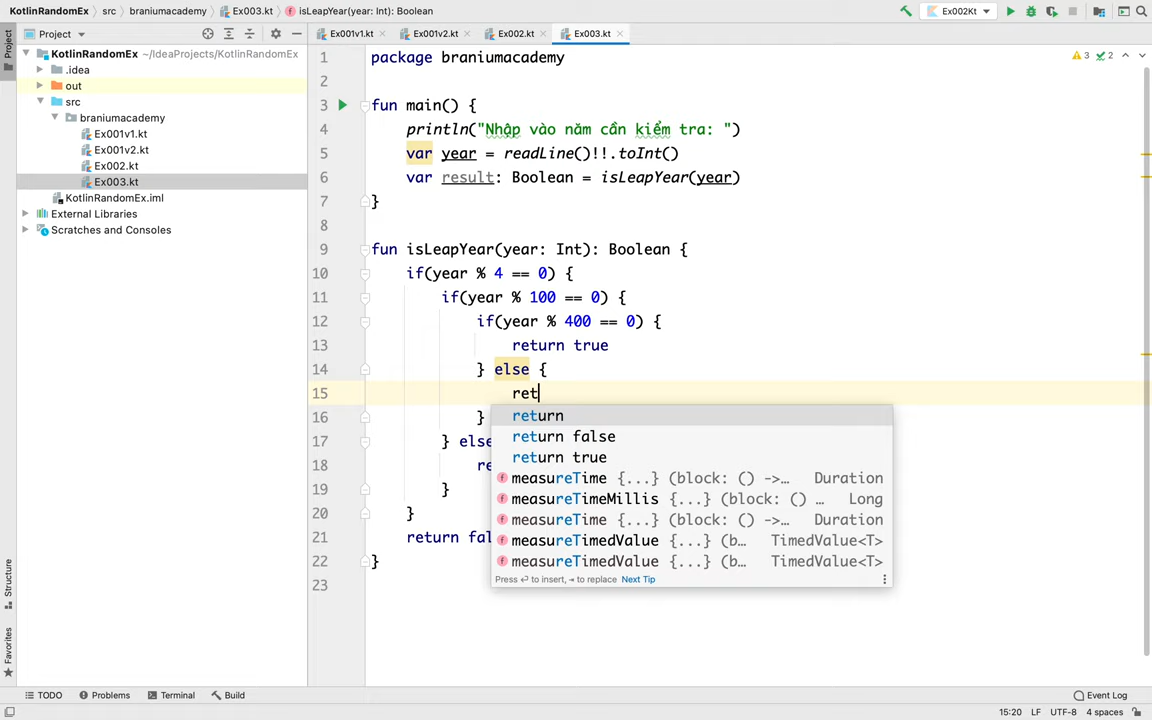 KotlinRandomEx src braniumacademy Ex003.kt isLeapYear(year: Int): Boolean Ex002Kt
Project Ex001v1.kt Ex001v2.kt Ex002.kt Ex003.kt
KotlinRandomEx ~/IdeaProjects/KotlinRandomEx
.idea
out
src
braniumacademy
Ex001v1.kt
Ex001v2.kt
Ex002.kt
Ex003.kt
KotlinRandomEx.iml
External Libraries
Scratches and Consoles
Project
Structure
Favorites
3 2
1 package braniumacademy
2
3 fun main() {
4 println("Nhập vào năm cần kiểm tra: ")
5 var year = readLine()!!.toInt()
6 var result: Boolean = isLeapYear(year)
7 }
8
9 fun isLeapYear(year: Int): Boolean {
10 if(year % 4 == 0) {
11 if(year % 100 == 0) {
12 if(year % 400 == 0) {
13 return true
14 } else {
15 ret
16 }
17 } else
18 re
19 }
20 }
21 return fal
22 }
23
return
return false
return true
f measureTime {...} (block: () ->... Duration
f measureTimeMillis {...} (block: () ... Long
f measureTime {...} (block: () ->... Duration
f measureTimedValue {...} (b... TimedValue<T>
f measureTimedValue {...} (b... TimedValue<T>
Press ⏎ to insert, ⇥ to replace Next Tip
TODO Problems Terminal Build Event Log
15:20 LF UTF-8 4 spaces